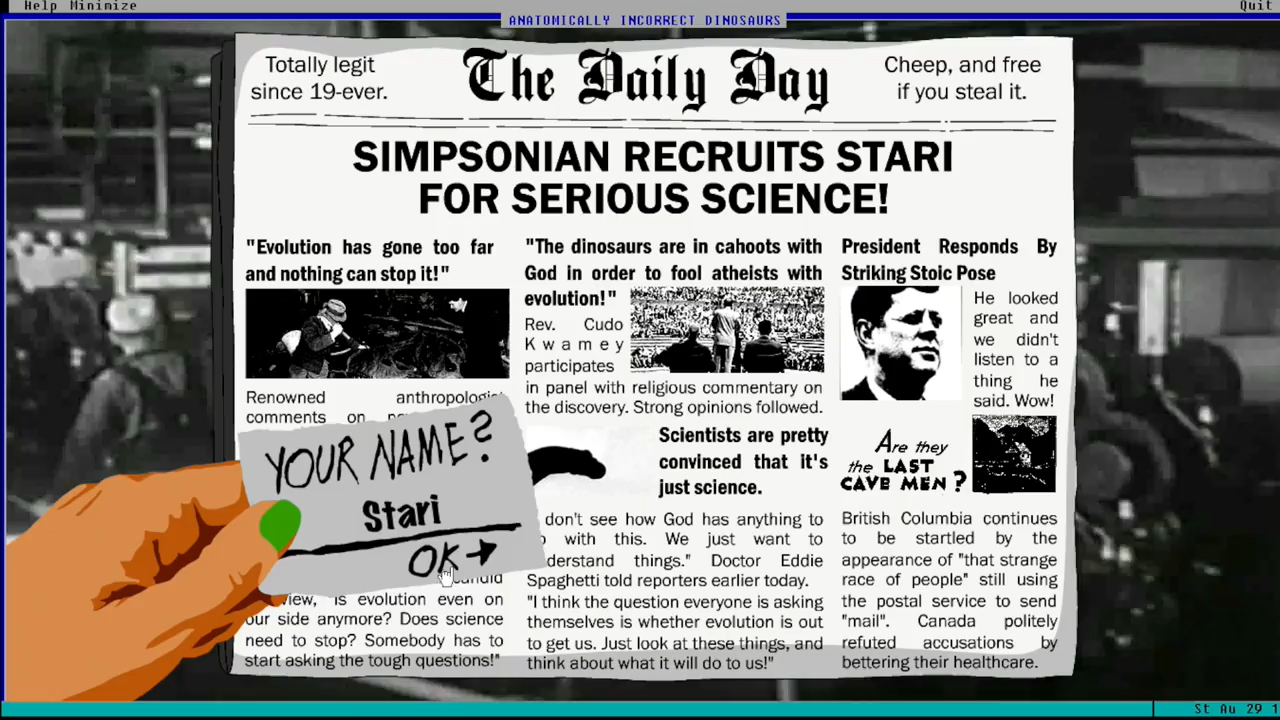 Help Minimize
Quit
ANATOMICALLY INCORRECT DINOSAURS
Totally legit
since 19-ever.
The Daily Day
Cheep, and free
if you steal it.
SIMPSONIAN RECRUITS STARI
FOR SERIOUS SCIENCE!
"Evolution has gone too far
and nothing can stop it!"
Renowned anthropologist
comments on
YOUR NAME?
Stari
OK
candid
view, "is evolution even on
our side anymore? Does science
need to stop? Somebody has to
start asking the tough questions!"
"The dinosaurs are in cahoots with
God in order to fool atheists with
evolution!"
Rev. Cudo
Kwamey
participates
in panel with religious commentary on
the discovery. Strong opinions followed.
Scientists are pretty
convinced that it's
just science.
don't see how God has anything to
with this. We just want to
derstand things." Doctor Eddie
Spaghetti told reporters earlier today.
"I think the question everyone is asking
themselves is whether evolution is out
to get us. Just look at these things, and
think about what it will do to us!"
President Responds By
Striking Stoic Pose
He looked
great and
we didn't
listen to a
thing he
said. Wow!
Are they
the LAST
CAVE MEN?
British Columbia continues
to be startled by the
appearance of "that strange
race of people" still using
the postal service to send
"mail". Canada politely
refuted accusations by
bettering their healthcare.
St Au 29 1